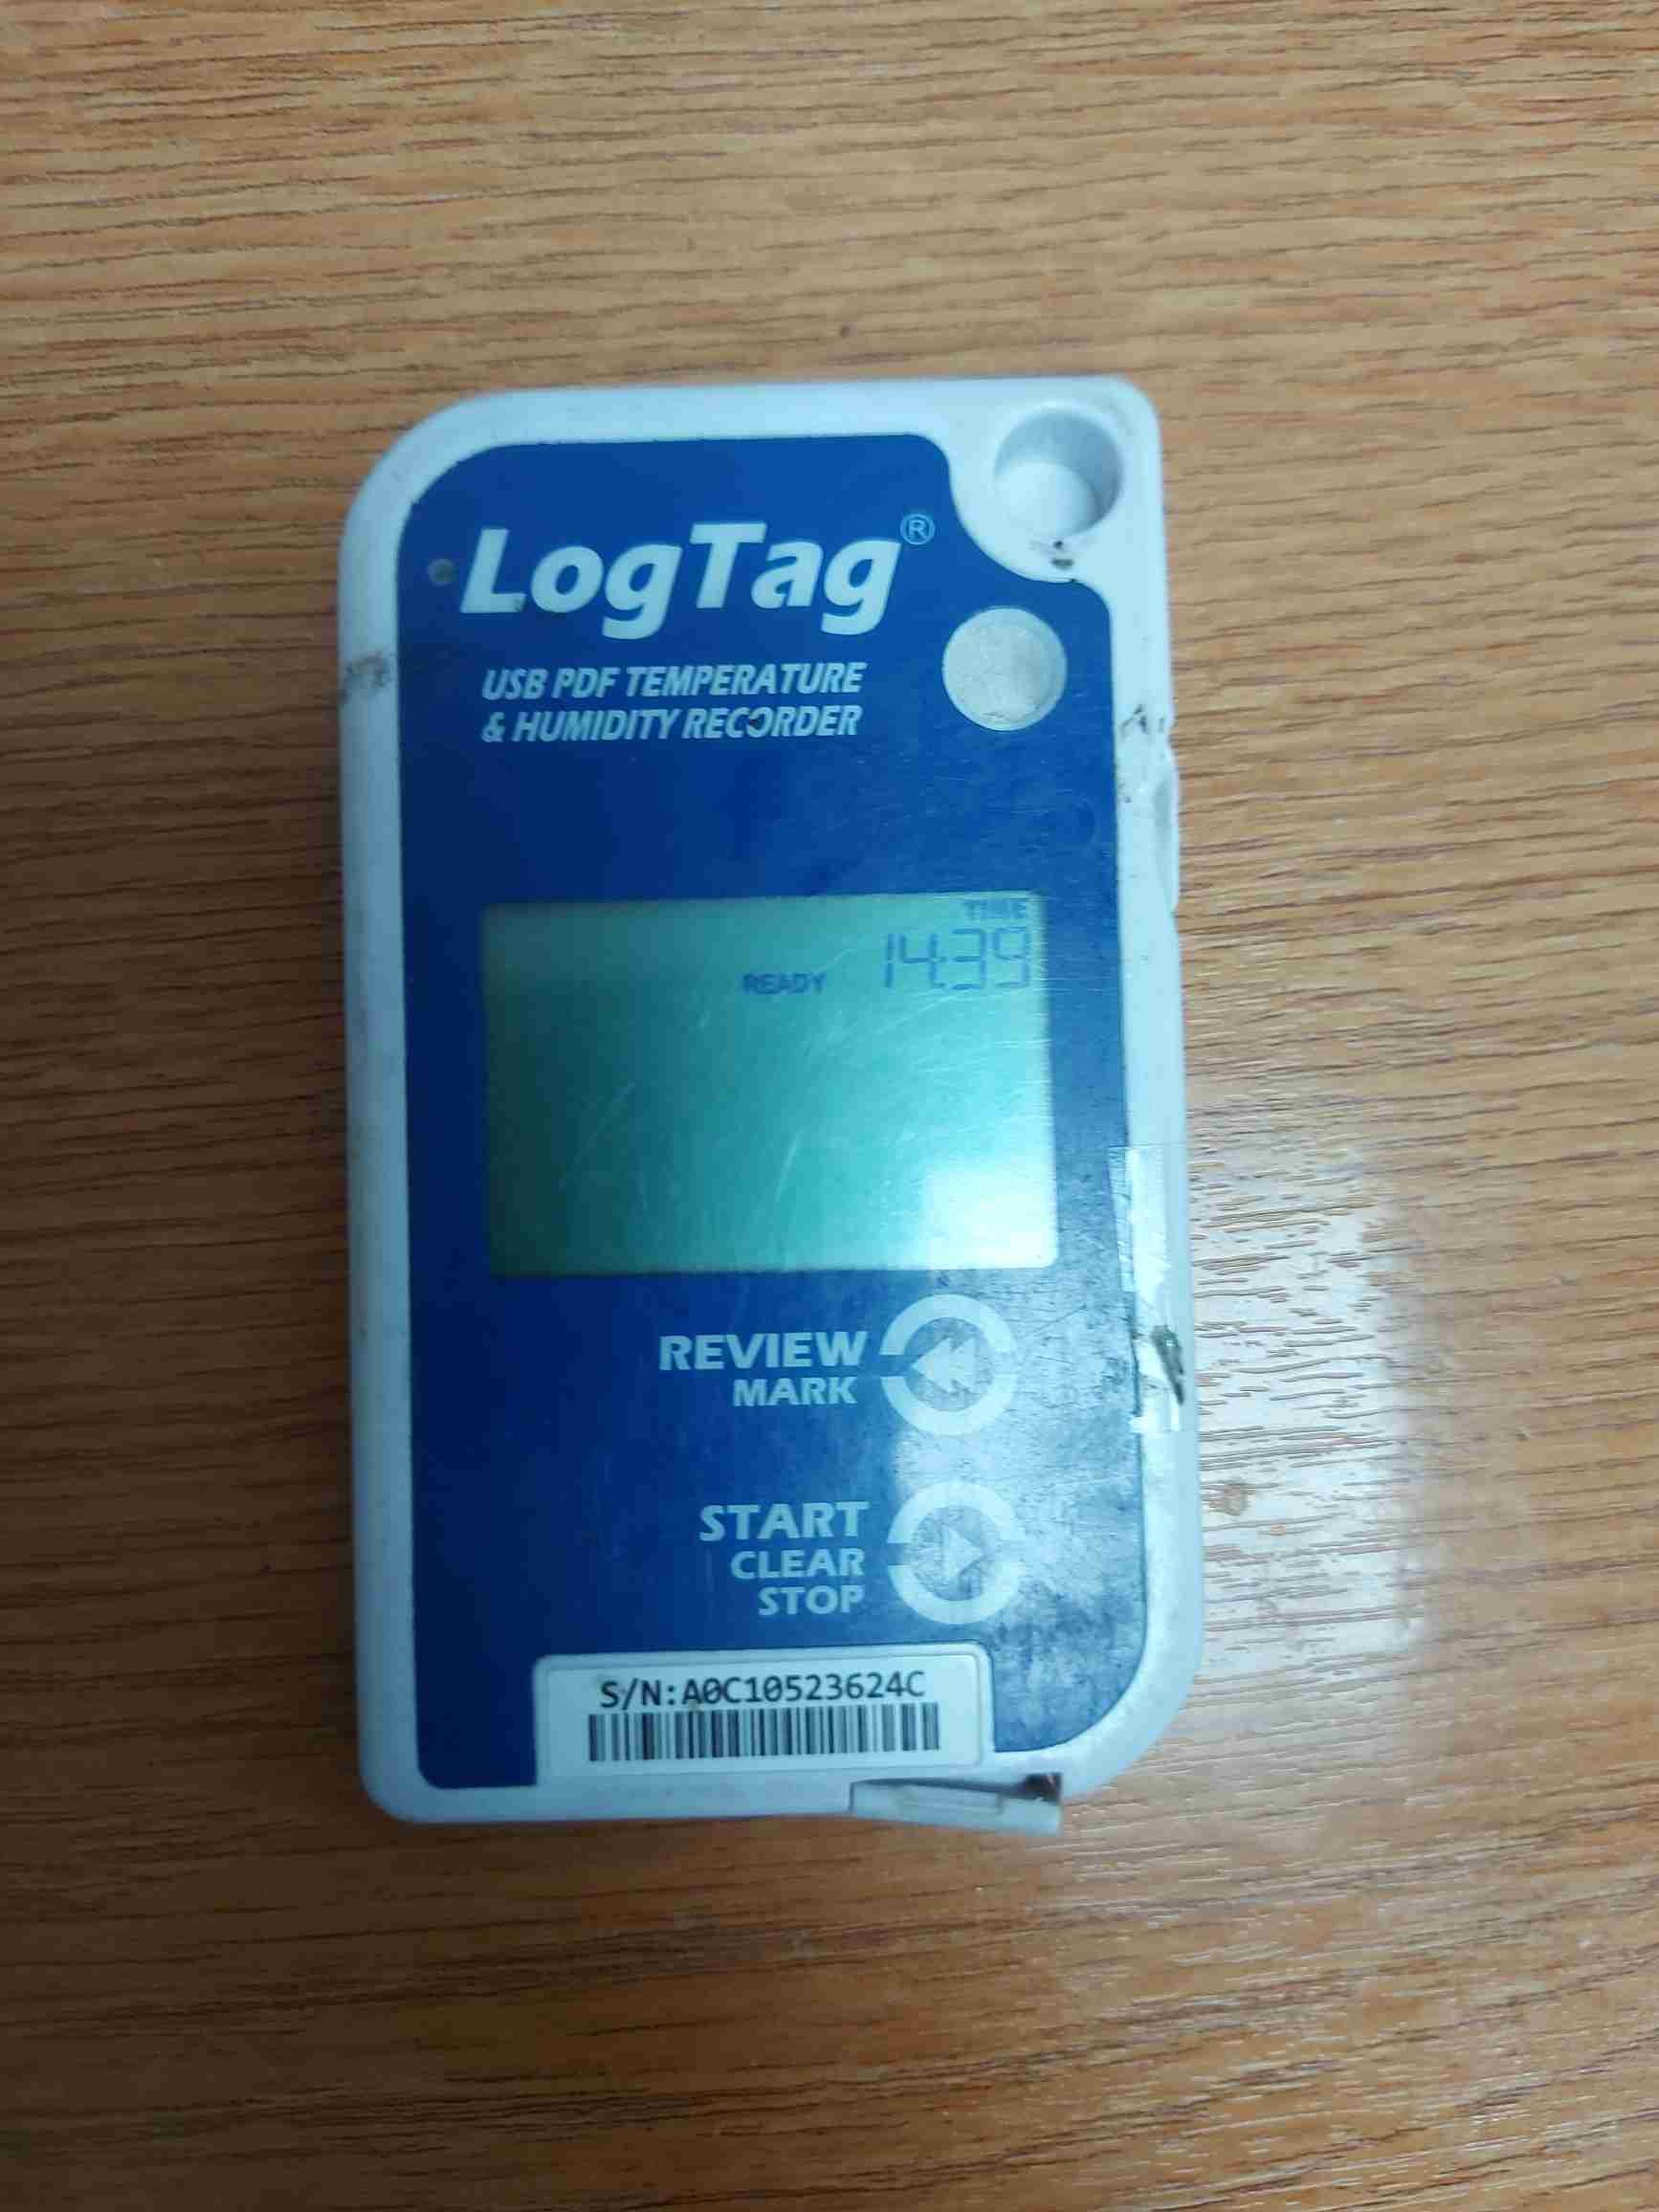 LogTag®
USB PDF TEMPERATURE
& HUMIDITY RECORDER
TIME
14:39
READY
REVIEW
MARK
START
CLEAR
STOP
S/N:A0C10523624C